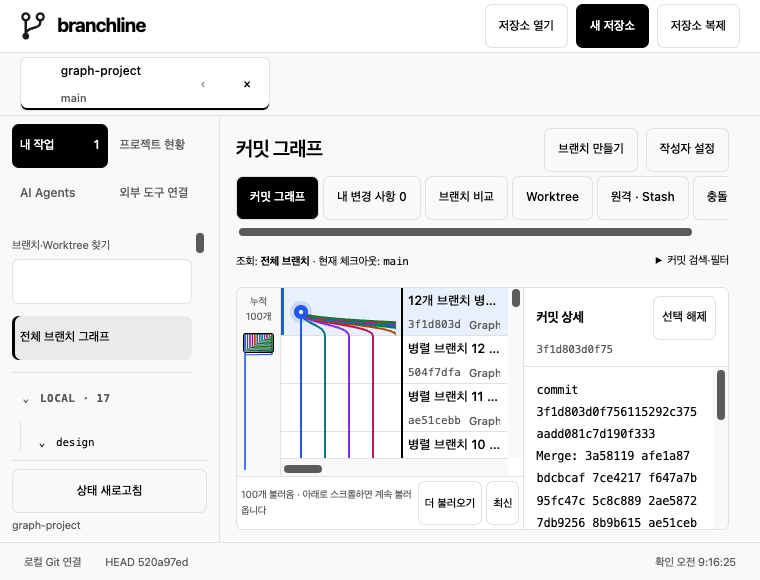 branchline
저장소 열기
새 저장소
저장소 복제
graph-project
main
‹
×
내 작업 1
프로젝트 현황
AI Agents
외부 도구 연결
브랜치·Worktree 찾기
전체 브랜치 그래프
LOCAL · 17
design
상태 새로고침
graph-project
커밋 그래프
브랜치 만들기
작성자 설정
커밋 그래프
내 변경 사항 0
브랜치 비교
Worktree
원격 · Stash
충돌
조회: 전체 브랜치 · 현재 체크아웃: main
▶ 커밋 검색·필터
누적
100개
12개 브랜치 병...
3f1d803d Graph
병렬 브랜치 12 ...
504f7dfa Graph
병렬 브랜치 11 ...
ae51cebb Graph
병렬 브랜치 10 ...
100개 불러옴 · 아래로 스크롤하면 계속 불러
옵니다
더 불러오기
최신
커밋 상세
선택 해제
3f1d803d0f75
commit
3f1d803d0f756115292c375
aadd081c7d190f333
Merge: 3a58119 afe1a87
bdcbcaf 7ce4217 f647a7b
95fc47c 5c8c889 2ae5872
7db9256 8b9b615 ae51ceb
로컬 Git 연결
HEAD 520a97ed
확인 오전 9:16:25